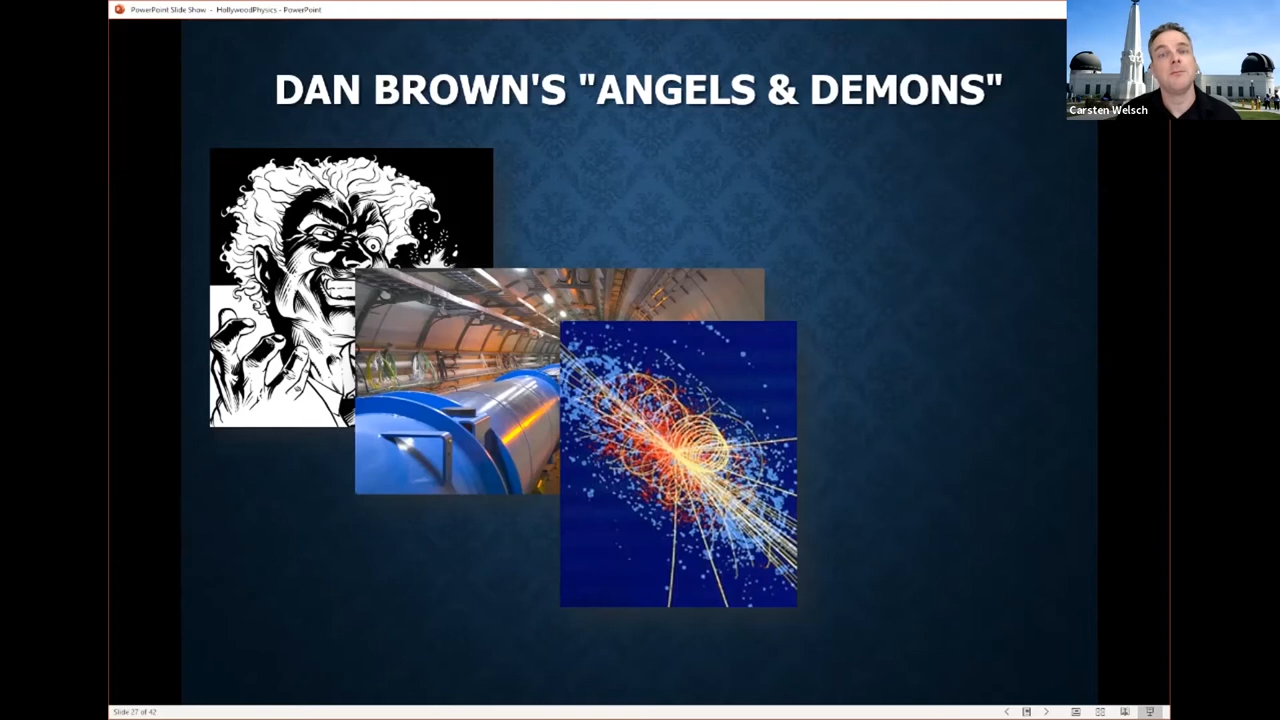 PowerPoint Slide Show - HollywoodPhysics - PowerPoint
Carsten Welsch
DAN BROWN'S "ANGELS & DEMONS"
Slide 27 of 42